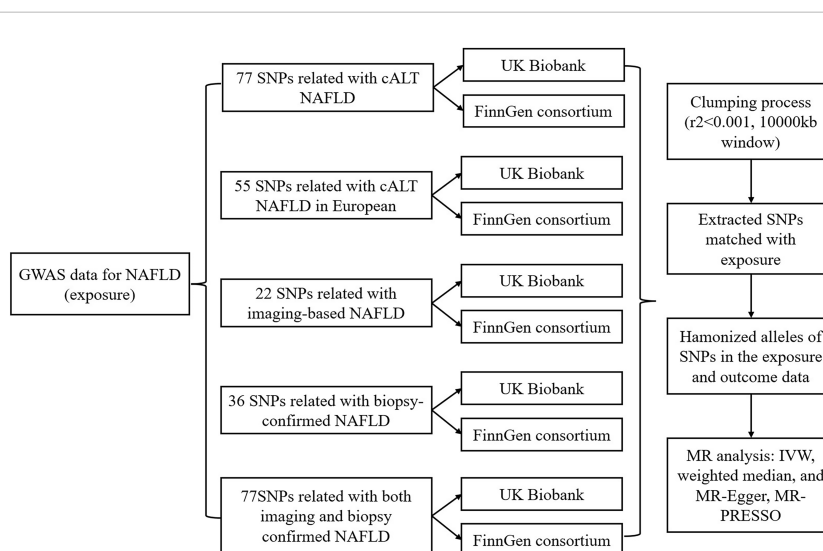 GWAS data for NAFLD
(exposure)
77 SNPs related with cALT
NAFLD
UK Biobank
FinnGen consortium
55 SNPs related with cALT
NAFLD in European
UK Biobank
FinnGen consortium
22 SNPs related with
imaging-based NAFLD
UK Biobank
FinnGen consortium
36 SNPs related with biopsy-
confirmed NAFLD
UK Biobank
FinnGen consortium
77SNPs related with both
imaging and biopsy
confirmed NAFLD
UK Biobank
FinnGen consortium
Clumping process
(r2<0.001, 10000kb
window)
Extracted SNPs
matched with
exposure
Hamonized alleles of
SNPs in the exposure
and outcome data
MR analysis: IVW,
weighted median, and
MR-Egger, MR-
PRESSO